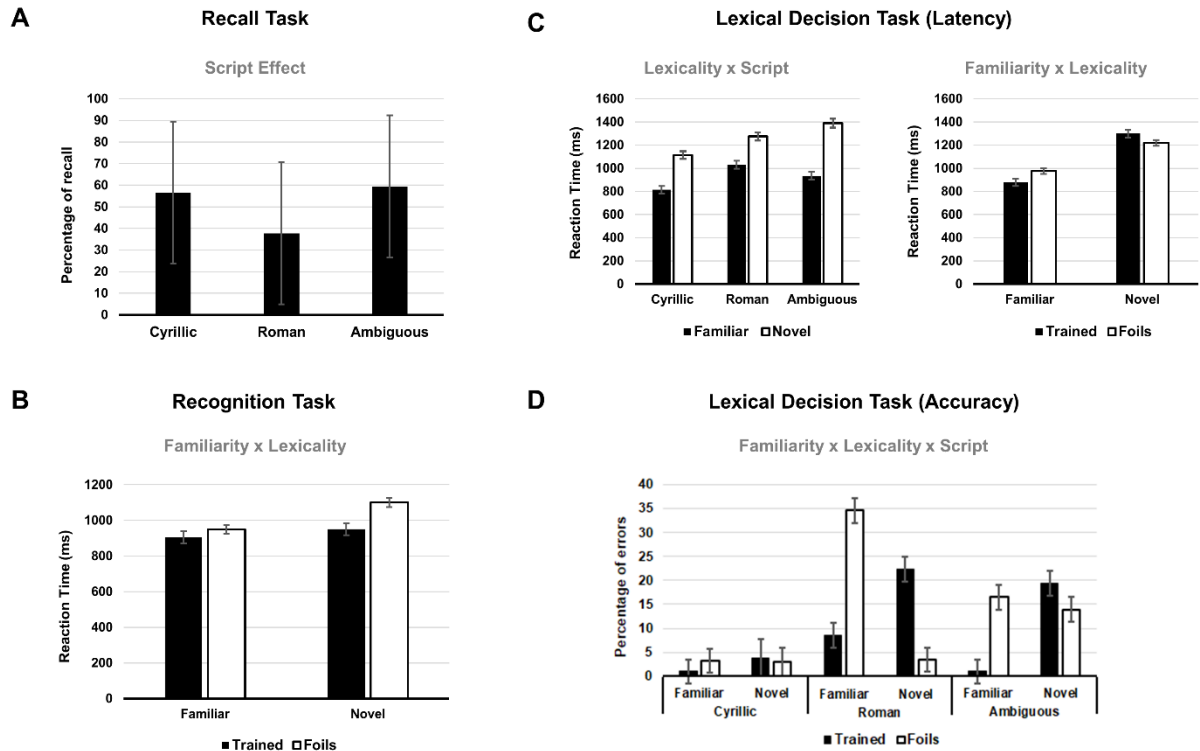 A
Recall Task
Script Effect
100
90
80
70
60
50
40
30
20
10
0
Percentage of recall
Cyrillic Roman Ambiguous
B
Recognition Task
Familiarity x Lexicality
1200
1000
800
600
400
200
0
Reaction Time (ms)
Familiar Novel
■Trained □Foils
C
Lexical Decision Task (Latency)
Lexicality x Script
1600
1400
1200
1000
800
600
400
200
0
Reaction Time (ms)
Cyrillic Roman Ambiguous
■Familiar □Novel
Familiarity x Lexicality
1600
1400
1200
1000
800
600
400
200
0
Reaction Time (ms)
Familiar Novel
■Trained □Foils
D
Lexical Decision Task (Accuracy)
Familiarity x Lexicality x Script
40
35
30
25
20
15
10
5
0
Percentage of errors
Familiar Novel Familiar Novel Familiar Novel
Cyrillic Roman Ambiguous
■Trained □Foils